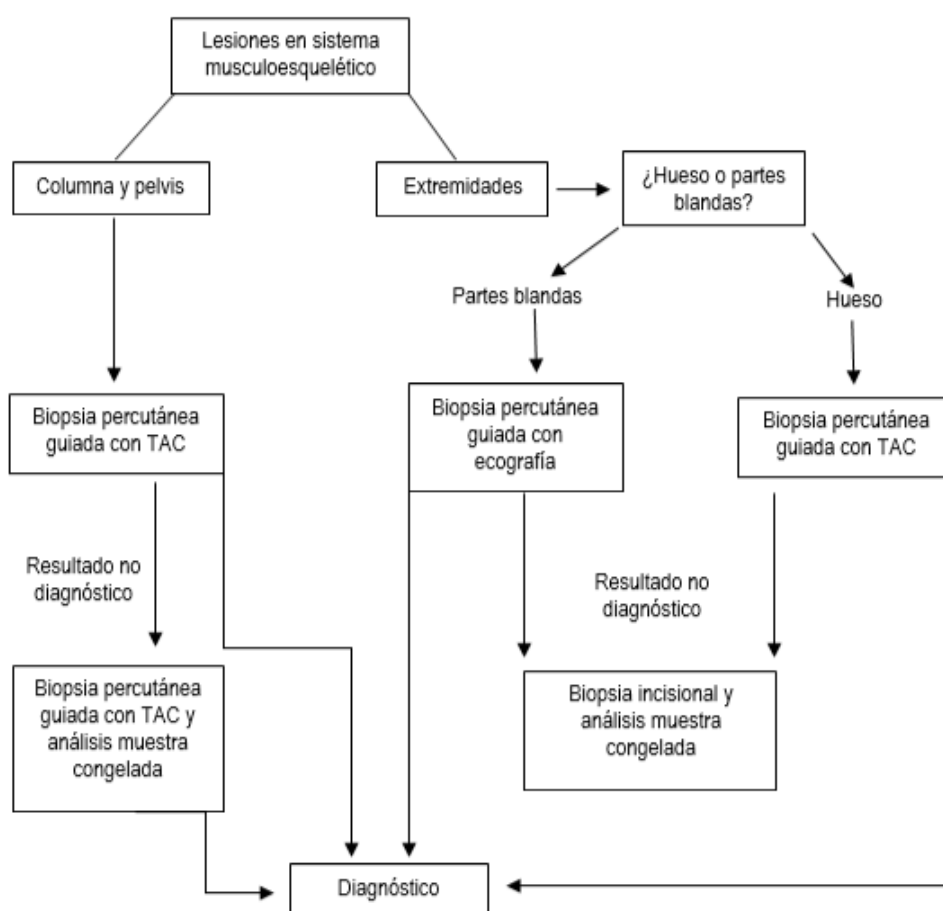 Lesiones en sistema
musculoesquelético
Columna y pelvis
Extremidades
¿Hueso o partes
blandas?
Partes blandas
Hueso
Biopsia percutánea
guiada con TAC
Biopsia percutánea
guiada con
ecografía
Biopsia percutánea
guiada con TAC
Resultado no
diagnóstico
Resultado no
diagnóstico
Biopsia percutánea
guiada con TAC y
análisis muestra
congelada
Biopsia incisional y
análisis muestra
congelada
Diagnóstico